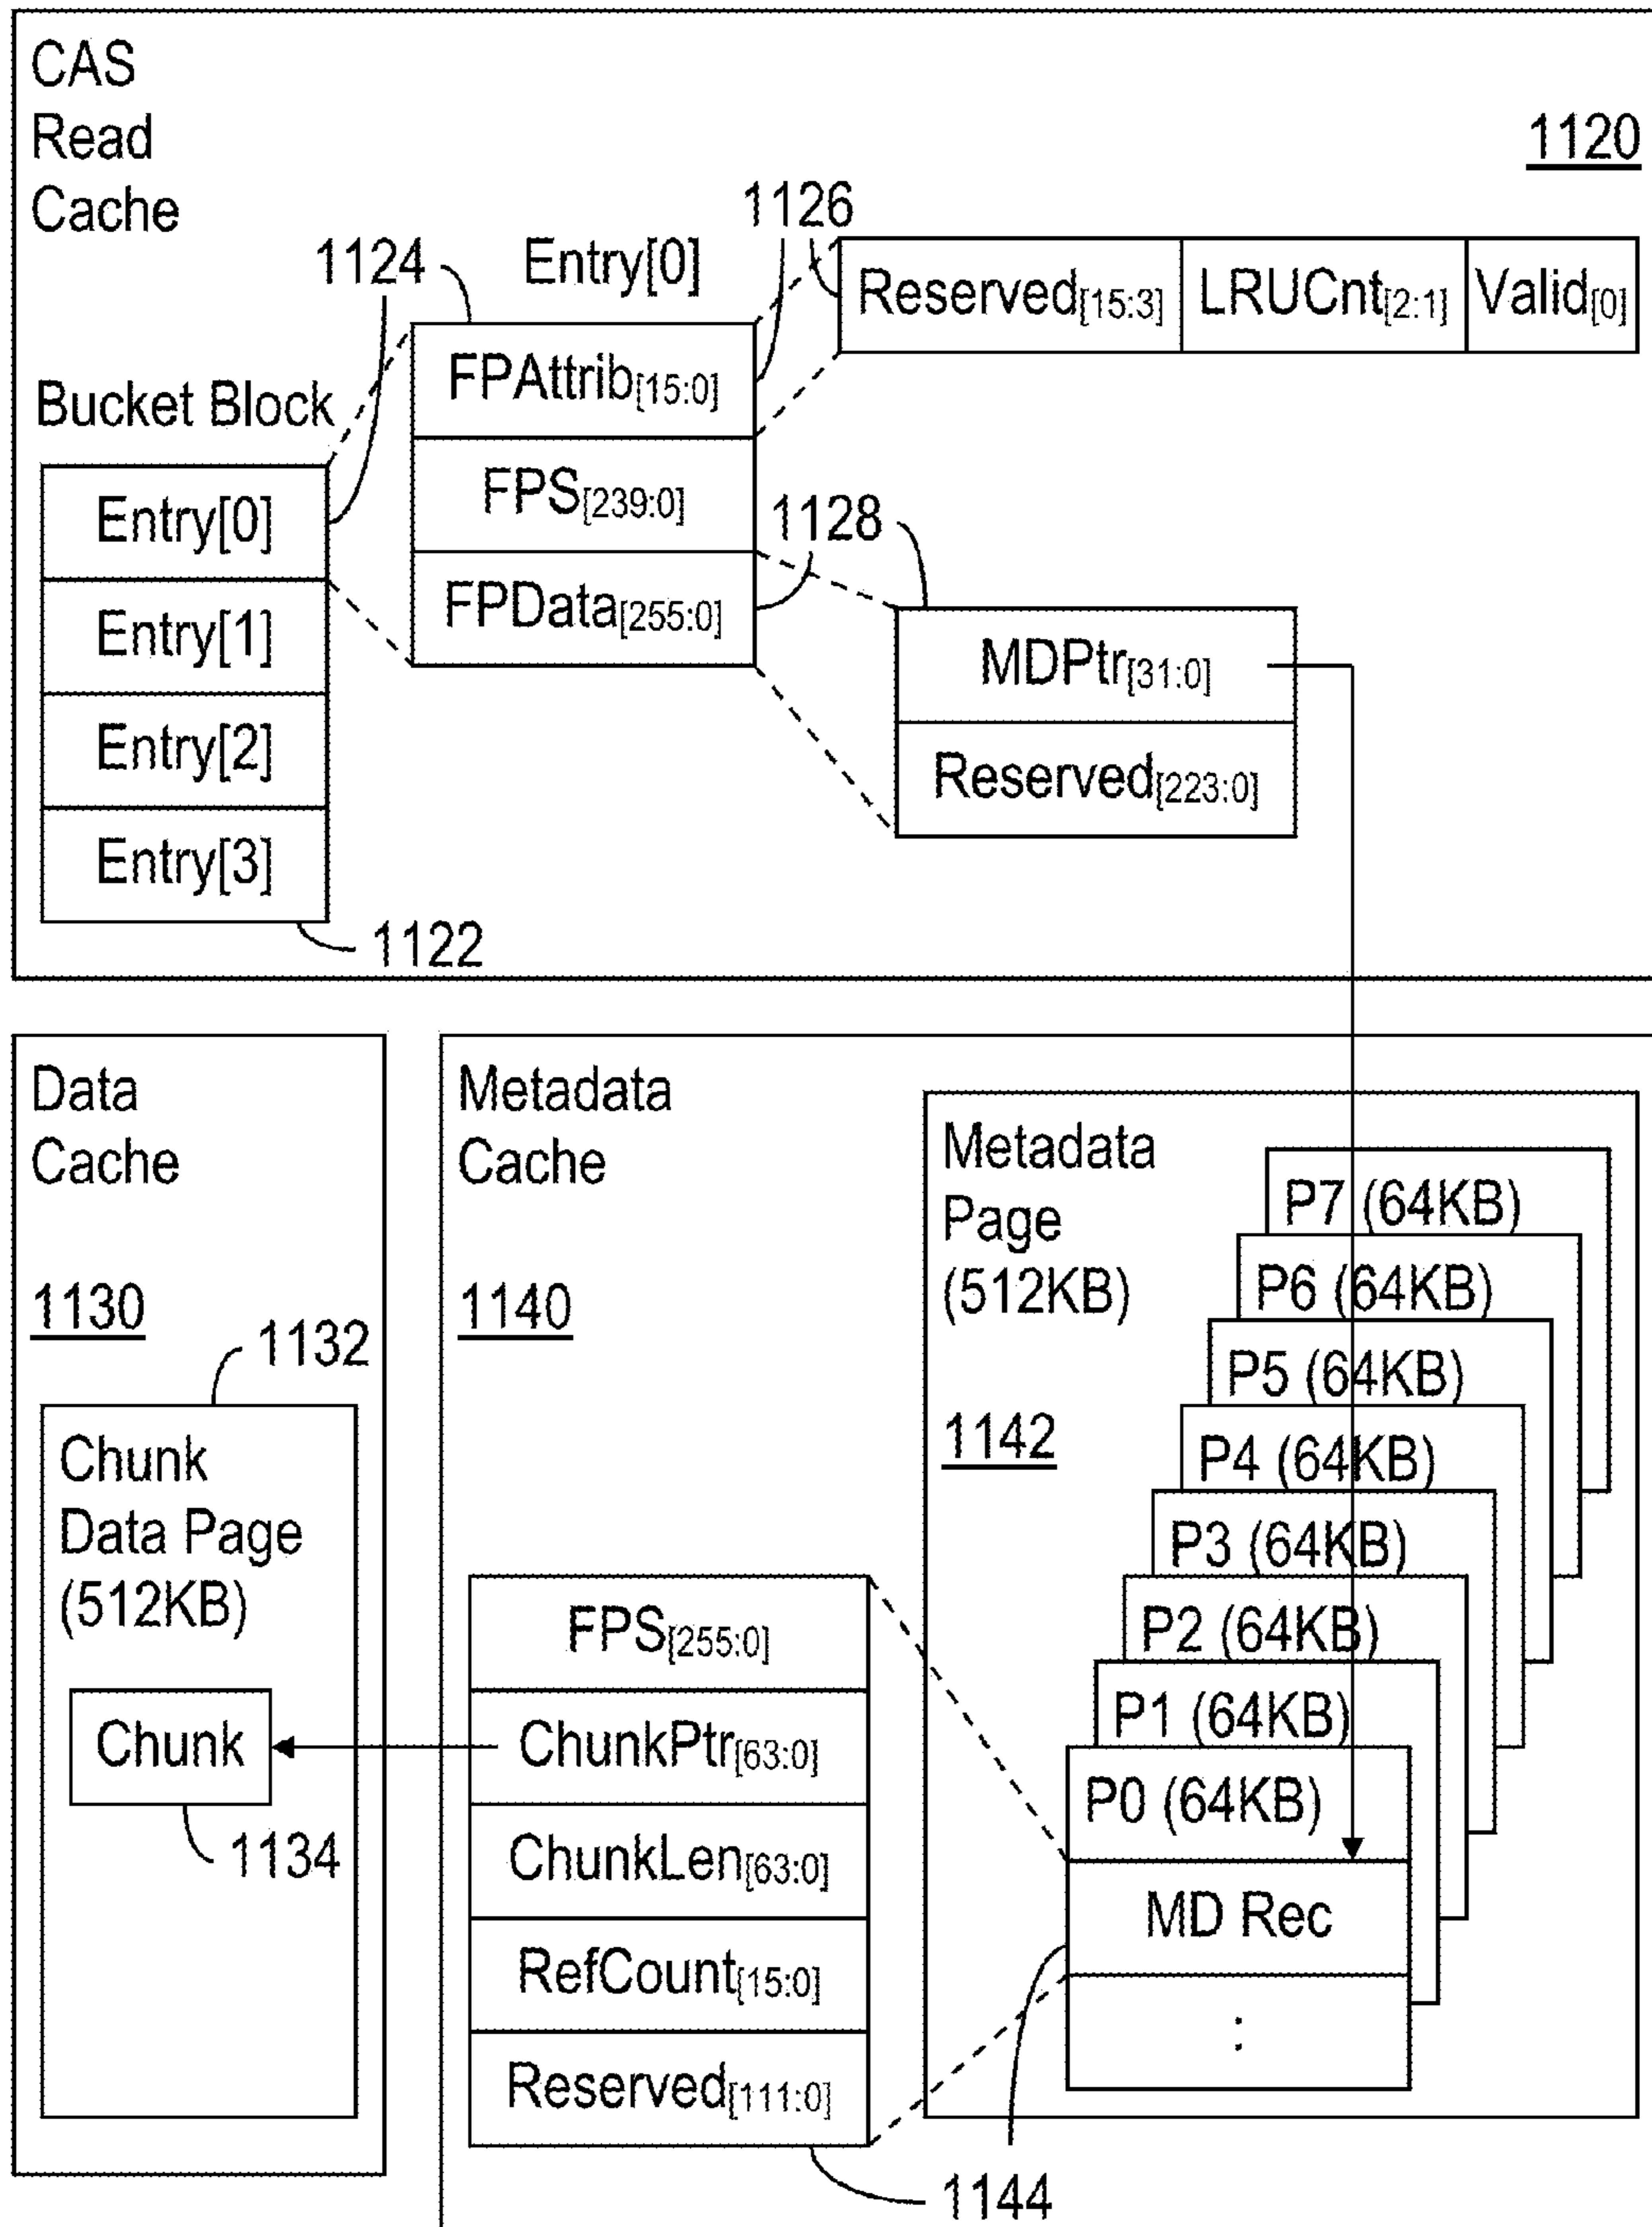 CAS
Read
Cache
1120
1126
1124
Entry[0]
Reserved[15:3]
LRUCnt[2:1]
Valid[0]
FPAttrib[15:0]
Bucket Block
FPS[239:0]
1128
Entry[0]
FPData[255:0]
Entry[1]
MDPtr[31:0]
Entry[2]
Reserved[223:0]
Entry[3]
1122
Data
Cache
1130
1132
Chunk
Data Page
(512KB)
Chunk
1134
Metadata
Cache
1140
FPS[255:0]
ChunkPtr[63:0]
ChunkLen[63:0]
RefCount[15:0]
Reserved[111:0]
1144
Metadata
Page
(512KB)
1142
P7 (64KB)
P6 (64KB)
P5 (64KB)
P4 (64KB)
P3 (64KB)
P2 (64KB)
P1 (64KB)
P0 (64KB)
MD Rec
: